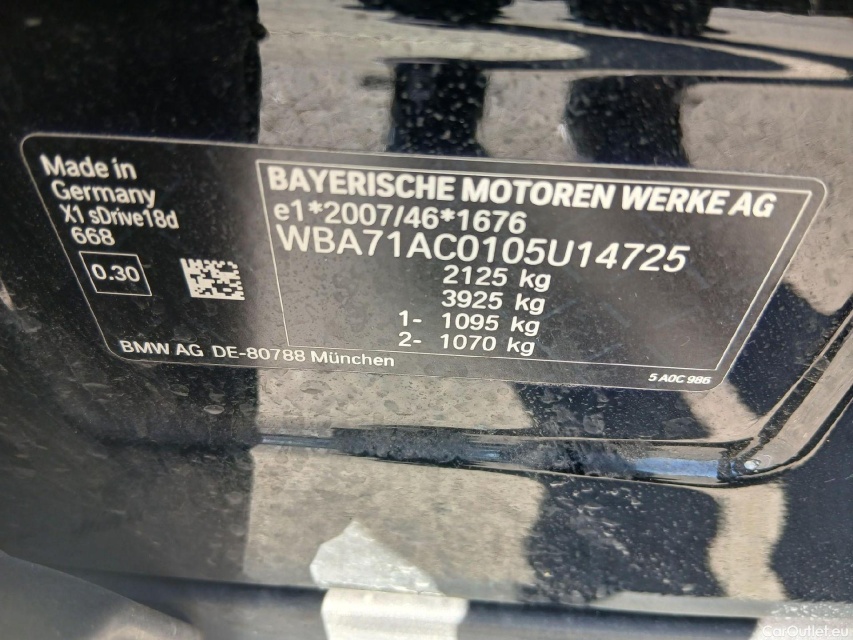 Made in
Germany
X1 sDrive18d
668
0.30
BMW AG DE-80788 München
BAYERISCHE MOTOREN WERKE AG
e1*2007/46*1676
WBA71AC0105U14725
2125 kg
3925 kg
1- 1095 kg
2- 1070 kg
5 A0C 986
CarOutlet.eu